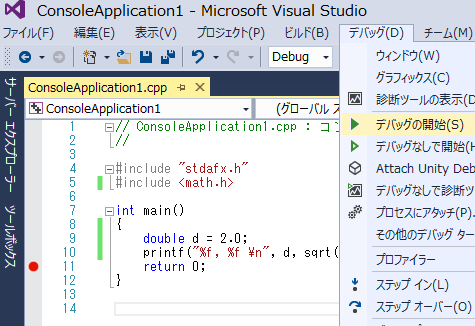 ConsoleApplication1 - Microsoft Visual Studio
ファイル(F) 編集(E) 表示(V) プロジェクト(P) ビルド(B) デバッグ(D) チーム(M)
Debug
サーバー エクスプローラー
ツールボックス
ConsoleApplication1.cpp
ConsoleApplication1 (グローバル ス
1 // ConsoleApplication1.cpp : コン
2 //
3
4 #include "stdafx.h"
5 #include <math.h>
6
7 int main()
8 {
9 double d = 2.0;
10 printf("%f, %f ¥n", d, sqrt(
11 return 0;
12 }
13
14
ウィンドウ(W)
グラフィックス(C)
診断ツールの表示(D
デバッグの開始(S)
デバッグなしで開始(H
Attach Unity Deb
デバッグなしで診断ツ
プロセスにアタッチ(P)..
その他のデバッグ ター
プロファイラー
ステップ イン(L)
ステップ オーバー(O)